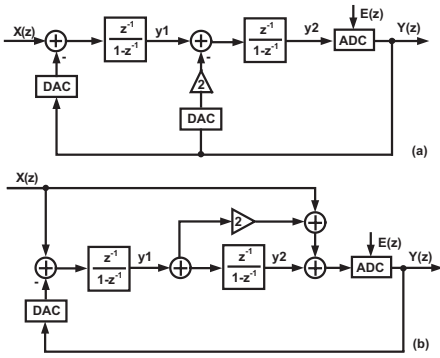 E(z)
X(z) z⁻¹ y1 z⁻¹ y2 Y(z)
1-z⁻¹ 1-z⁻¹ ADC
- -
DAC 2
DAC
(a)
X(z)
2
E(z)
z⁻¹ y1 z⁻¹ y2 Y(z)
1-z⁻¹ 1-z⁻¹ ADC
-
DAC
(b)